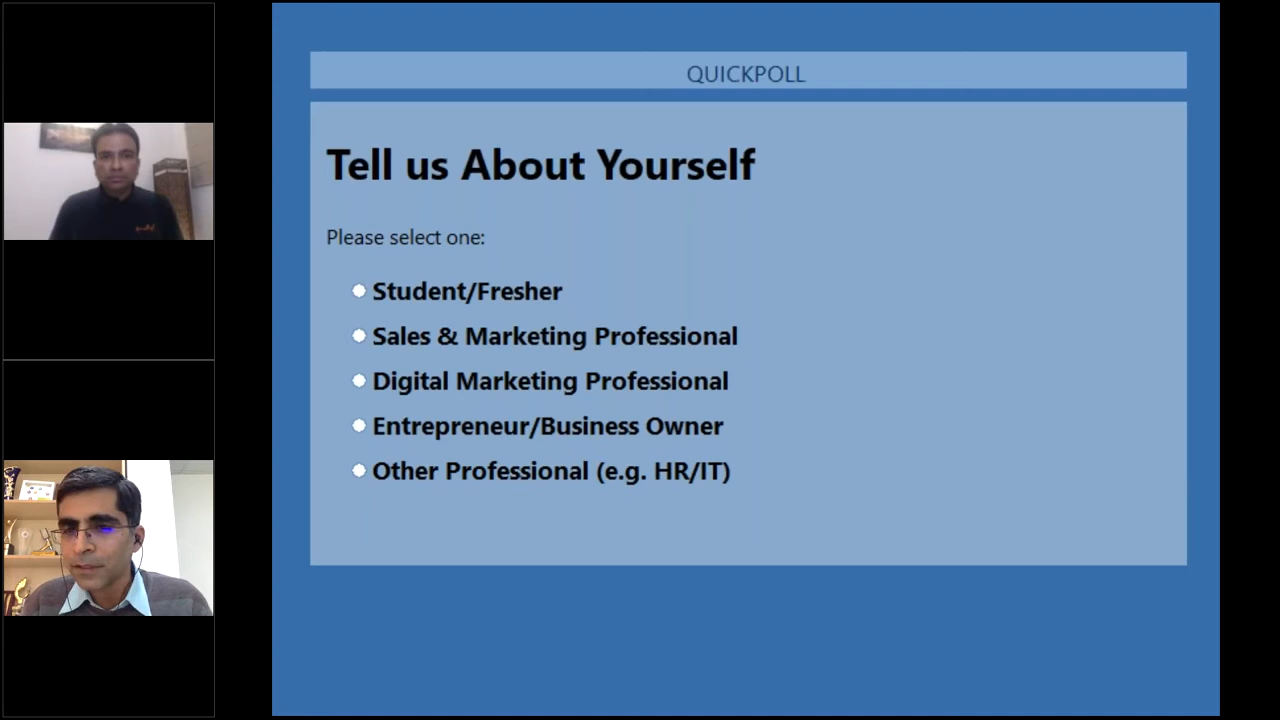 QUICKPOLL
Tell us About Yourself
Please select one:
Student/Fresher
Sales & Marketing Professional
Digital Marketing Professional
Entrepreneur/Business Owner
Other Professional (e.g. HR/IT)